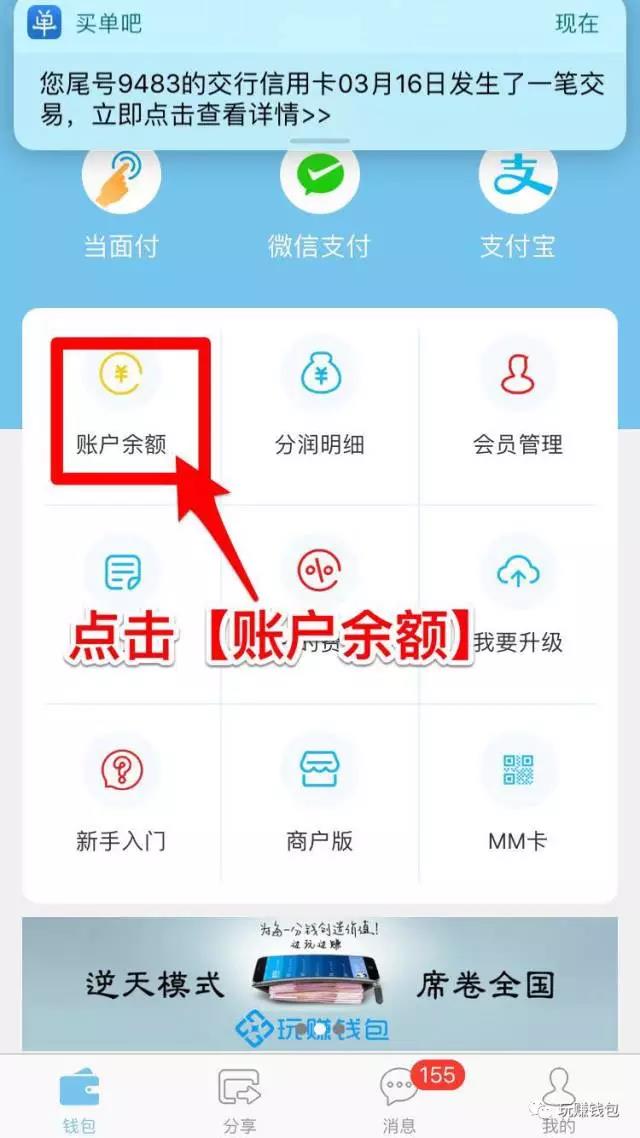 单 买单吧 现在
您尾号9483的交行信用卡03月16日发生了一笔交
易，立即点击查看详情>>
当面付 微信支付 支付宝
账户余额 分润明细 会员管理
点击【账户余额】
我要升级
新手入门 商户版 MM卡
为每一分钱创造价值!
边玩边赚
逆天模式 席卷全国
玩赚钱包
155
钱包 分享 消息 我的
玩赚钱包